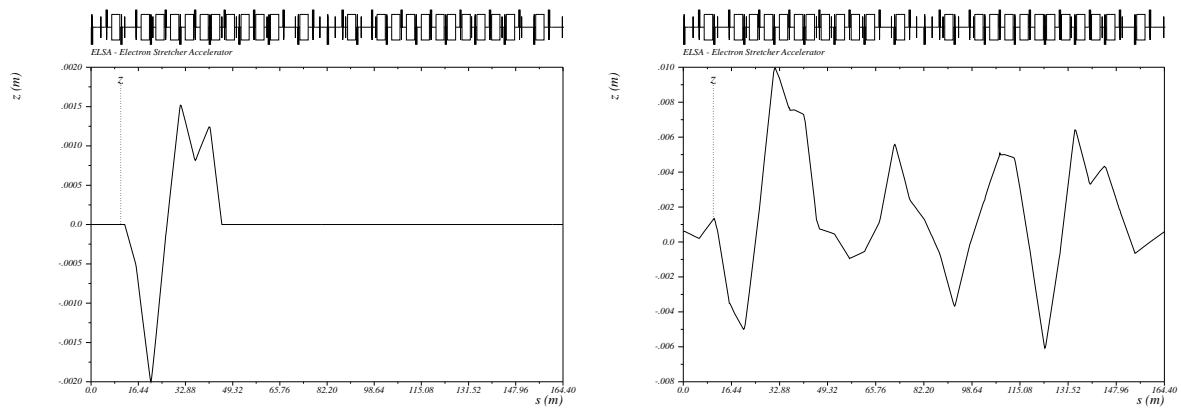 ELSA - Electron Stretcher Accelerator
z (m)
z
.0020
.0015
.0010
.0005
0.0
-.0005
-.0010
-.0015
-.0020
0.0 16.44 32.88 49.32 65.76 82.20 98.64 115.08 131.52 147.96 164.40
s (m)
ELSA - Electron Stretcher Accelerator
z (m)
z
.010
.008
.006
.004
.002
0.0
-.002
-.004
-.006
-.008
0.0 16.44 32.88 49.32 65.76 82.20 98.64 115.08 131.52 147.96 164.40
s (m)